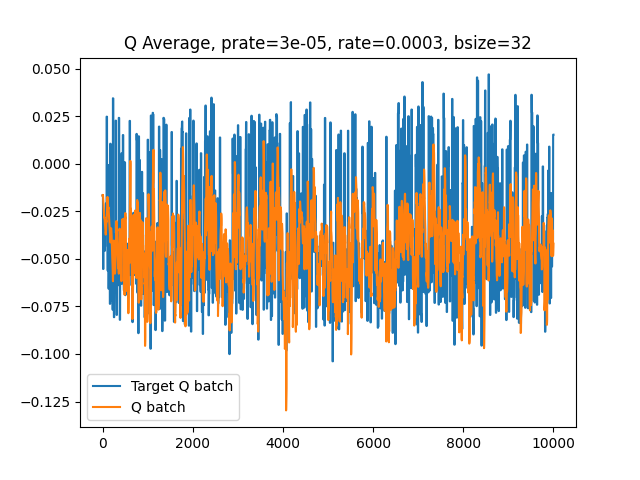 Q Average, prate=3e-05, rate=0.0003, bsize=32
0.050
0.025
0.000
−0.025
−0.050
−0.075
−0.100
−0.125
Target Q batch
Q batch
0 2000 4000 6000 8000 10000